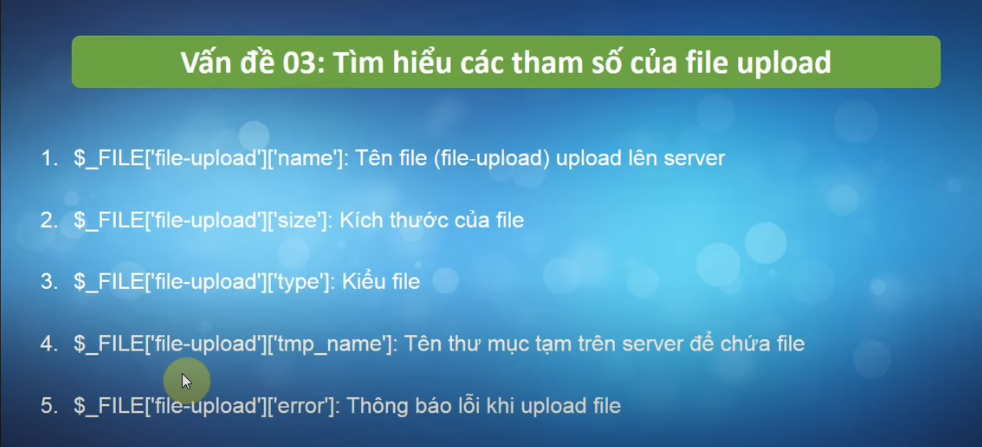 Vấn đề 03: Tìm hiểu các tham số của file upload
1. $_FILE['file-upload']['name']: Tên file (file-upload) upload lên server
2. $_FILE['file-upload']['size']: Kích thước của file
3. $_FILE['file-upload']['type']: Kiểu file
4. $_FILE['file-upload']['tmp_name']: Tên thư mục tạm trên server để chứa file
5. $_FILE['file-upload']['error']: Thông báo lỗi khi upload file